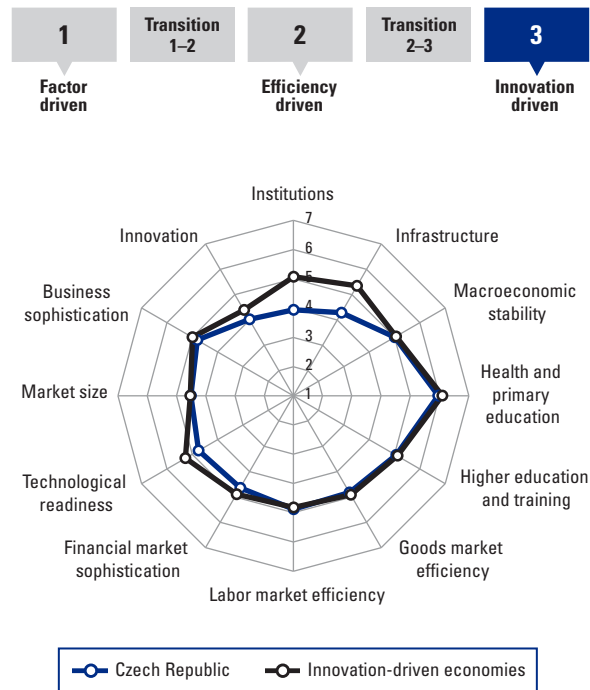 1
Transition
1–2
2
Transition
2–3
3
Factor
driven
Efficiency
driven
Innovation
driven
Institutions
7
Innovation
6
Infrastructure
5
Business
sophistication
4
Macroeconomic
stability
3
2
Market size
1
Health and
primary
education
Technological
readiness
Higher education
and training
Financial market
sophistication
Goods market
efficiency
Labor market efficiency
Czech Republic
Innovation-driven economies